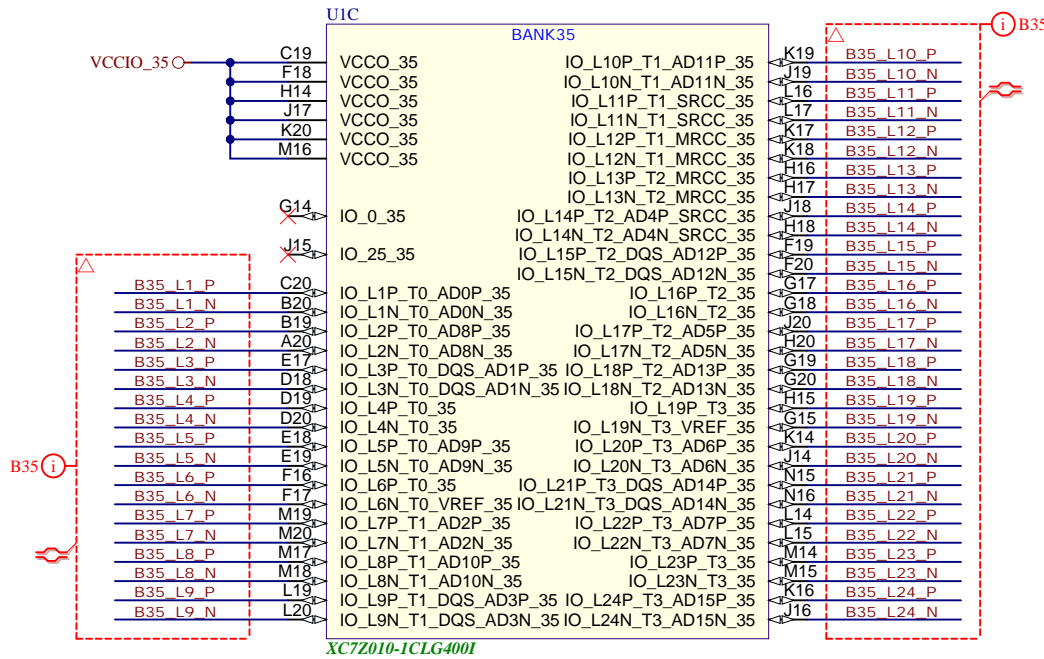 U1C
BANK35
VCCIO_35
C19 VCCO_35
F18 VCCO_35
H14 VCCO_35
J17 VCCO_35
K20 VCCO_35
M16 VCCO_35
G14 IO_0_35
J15 IO_25_35
B35_L1_P C20 IO_L1P_T0_AD0P_35
B35_L1_N B20 IO_L1N_T0_AD0N_35
B35_L2_P B19 IO_L2P_T0_AD8P_35
B35_L2_N A20 IO_L2N_T0_AD8N_35
B35_L3_P E17 IO_L3P_T0_DQS_AD1P_35
B35_L3_N D18 IO_L3N_T0_DQS_AD1N_35
B35_L4_P D19 IO_L4P_T0_35
B35_L4_N D20 IO_L4N_T0_35
B35_L5_P E18 IO_L5P_T0_AD9P_35
B35_L5_N E19 IO_L5N_T0_AD9N_35
B35_L6_P F16 IO_L6P_T0_35
B35_L6_N F17 IO_L6N_T0_VREF_35
B35_L7_P M19 IO_L7P_T1_AD2P_35
B35_L7_N M20 IO_L7N_T1_AD2N_35
B35_L8_P M17 IO_L8P_T1_AD10P_35
B35_L8_N M18 IO_L8N_T1_AD10N_35
B35_L9_P L19 IO_L9P_T1_DQS_AD3P_35
B35_L9_N L20 IO_L9N_T1_DQS_AD3N_35
B35 i
IO_L10P_T1_AD11P_35 K19 B35_L10_P
IO_L10N_T1_AD11N_35 J19 B35_L10_N
IO_L11P_T1_SRCC_35 L16 B35_L11_P
IO_L11N_T1_SRCC_35 L17 B35_L11_N
IO_L12P_T1_MRCC_35 K17 B35_L12_P
IO_L12N_T1_MRCC_35 K18 B35_L12_N
IO_L13P_T2_MRCC_35 H16 B35_L13_P
IO_L13N_T2_MRCC_35 H17 B35_L13_N
IO_L14P_T2_AD4P_SRCC_35 J18 B35_L14_P
IO_L14N_T2_AD4N_SRCC_35 H18 B35_L14_N
IO_L15P_T2_DQS_AD12P_35 F19 B35_L15_P
IO_L15N_T2_DQS_AD12N_35 F20 B35_L15_N
IO_L16P_T2_35 G17 B35_L16_P
IO_L16N_T2_35 G18 B35_L16_N
IO_L17P_T2_AD5P_35 J20 B35_L17_P
IO_L17N_T2_AD5N_35 H20 B35_L17_N
IO_L18P_T2_AD13P_35 G19 B35_L18_P
IO_L18N_T2_AD13N_35 G20 B35_L18_N
IO_L19P_T3_35 H15 B35_L19_P
IO_L19N_T3_VREF_35 G15 B35_L19_N
IO_L20P_T3_AD6P_35 K14 B35_L20_P
IO_L20N_T3_AD6N_35 J14 B35_L20_N
IO_L21P_T3_DQS_AD14P_35 N15 B35_L21_P
IO_L21N_T3_DQS_AD14N_35 N16 B35_L21_N
IO_L22P_T3_AD7P_35 L14 B35_L22_P
IO_L22N_T3_AD7N_35 L15 B35_L22_N
IO_L23P_T3_35 M14 B35_L23_P
IO_L23N_T3_35 M15 B35_L23_N
IO_L24P_T3_AD15P_35 K16 B35_L24_P
IO_L24N_T3_AD15N_35 J16 B35_L24_N
i B35
XC7Z010-1CLG400I